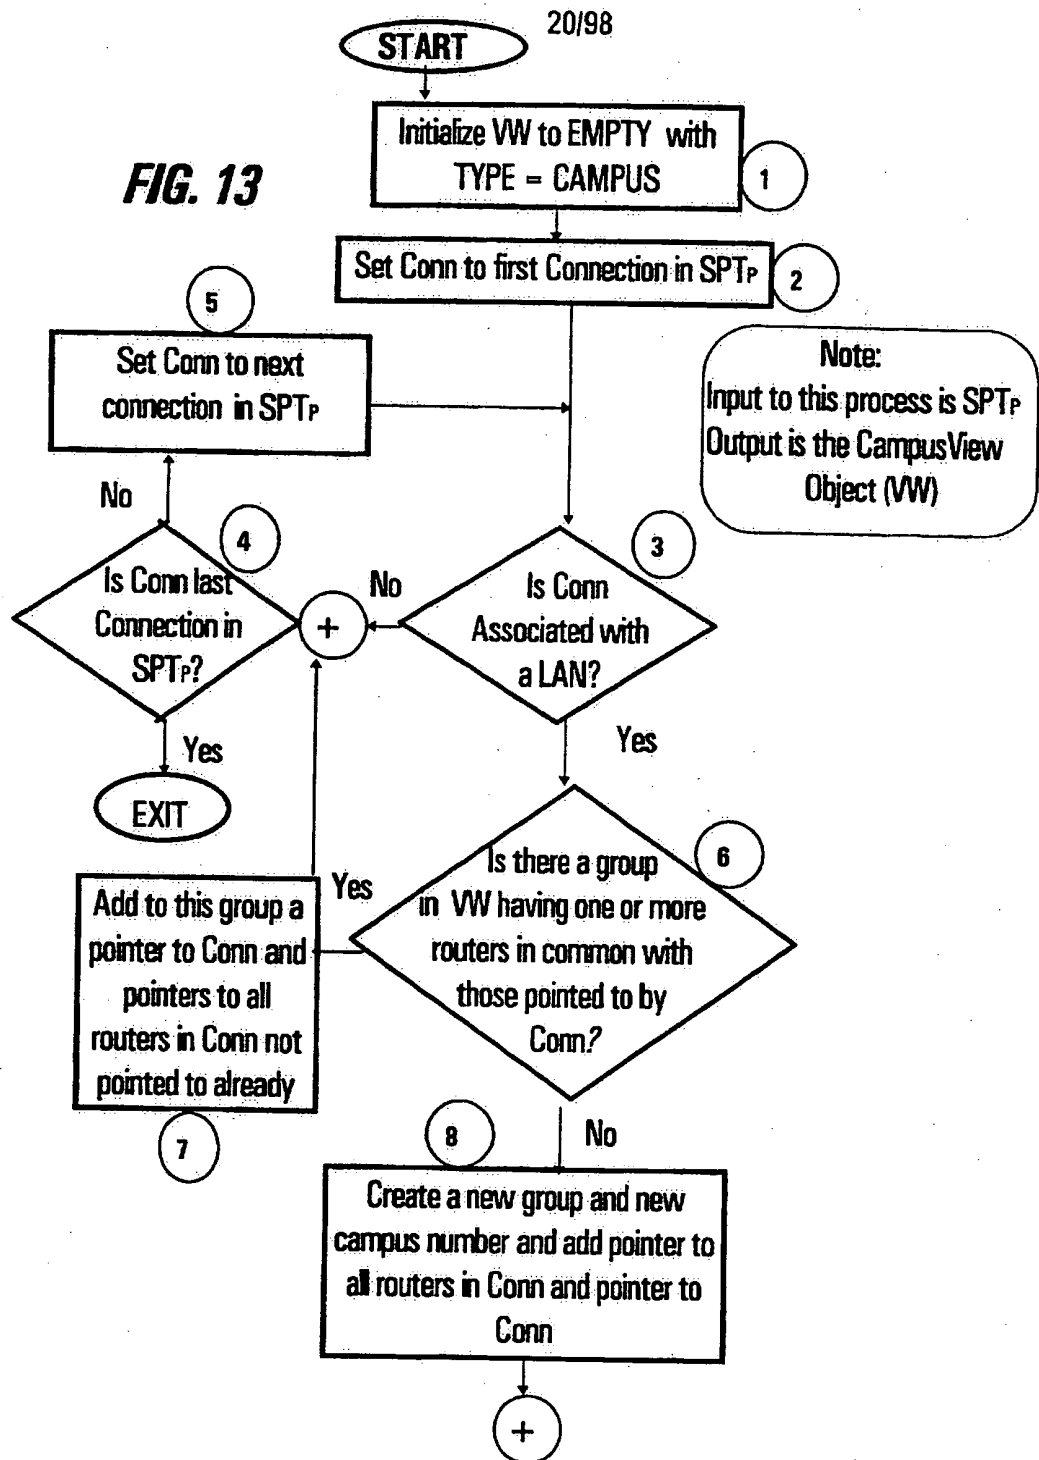 20/98
START
Initialize VW to EMPTY with
TYPE = CAMPUS
1
FIG. 13
Set Conn to first Connection in SPTP
2
5
Set Conn to next
connection in SPTP
Note:
Input to this process is SPTP
Output is the CampusView
Object (VW)
No
4
Is Conn last
Connection in
SPTP?
+
No
3
Is Conn
Associated with
a LAN?
Yes
Yes
EXIT
6
Is there a group
in VW having one or more
routers in common with
those pointed to by
Conn?
Yes
Add to this group a
pointer to Conn and
pointers to all
routers in Conn not
pointed to already
7
8
No
Create a new group and new
campus number and add pointer to
all routers in Conn and pointer to
Conn
+